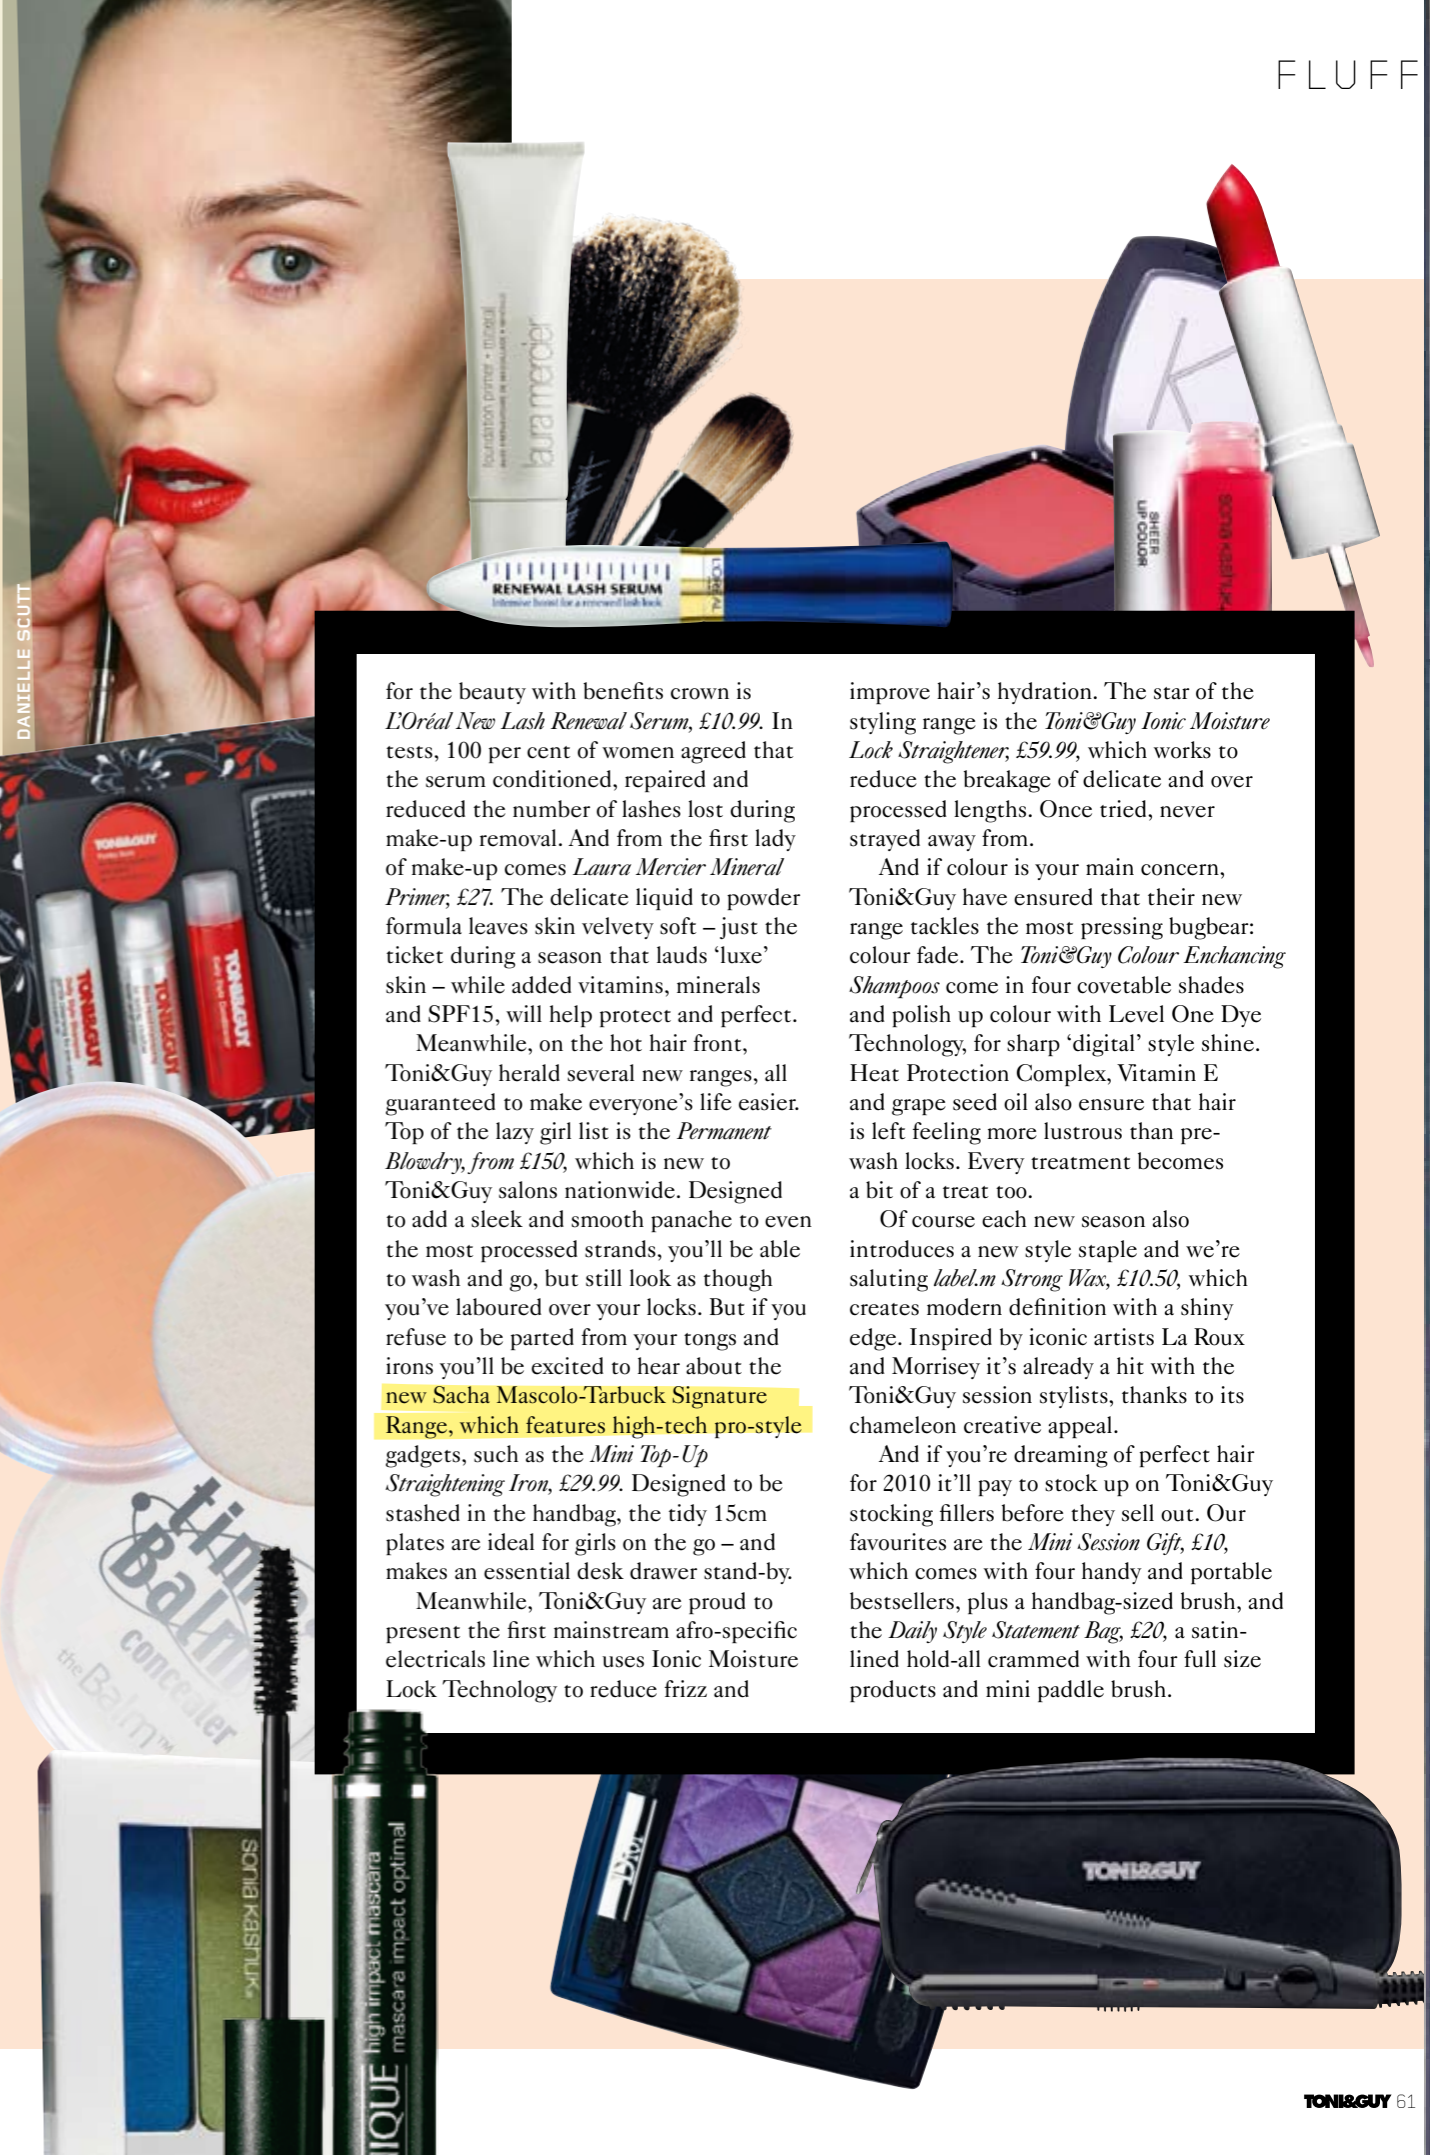 FLUFF
DANIELLE SCUTT
foundation primer • mineral
laura mercier
RENEWAL LASH SERUM
Intensive boost for a renewed lash look
L'ORÉAL
SHEER
LIP COLOR
sonia kashuk
for the beauty with benefits crown is
L'Oréal New Lash Renewal Serum, £10.99. In
tests, 100 per cent of women agreed that
the serum conditioned, repaired and
reduced the number of lashes lost during
make-up removal. And from the first lady
of make-up comes Laura Mercier Mineral
Primer, £27. The delicate liquid to powder
formula leaves skin velvety soft – just the
ticket during a season that lauds ‘luxe’
skin – while added vitamins, minerals
and SPF15, will help protect and perfect.
Meanwhile, on the hot hair front,
Toni&Guy herald several new ranges, all
guaranteed to make everyone’s life easier.
Top of the lazy girl list is the Permanent
Blowdry, from £150, which is new to
Toni&Guy salons nationwide. Designed
to add a sleek and smooth panache to even
the most processed strands, you’ll be able
to wash and go, but still look as though
you’ve laboured over your locks. But if you
refuse to be parted from your tongs and
irons you’ll be excited to hear about the
new Sacha Mascolo-Tarbuck Signature
Range, which features high-tech pro-style
gadgets, such as the Mini Top-Up
Straightening Iron, £29.99. Designed to be
stashed in the handbag, the tidy 15cm
plates are ideal for girls on the go – and
makes an essential desk drawer stand-by.
Meanwhile, Toni&Guy are proud to
present the first mainstream afro-specific
electricals line which uses Ionic Moisture
Lock Technology to reduce frizz and
improve hair’s hydration. The star of the
styling range is the Toni&Guy Ionic Moisture
Lock Straightener, £59.99, which works to
reduce the breakage of delicate and over
processed lengths. Once tried, never
strayed away from.
And if colour is your main concern,
Toni&Guy have ensured that their new
range tackles the most pressing bugbear:
colour fade. The Toni&Guy Colour Enchancing
Shampoos come in four covetable shades
and polish up colour with Level One Dye
Technology, for sharp ‘digital’ style shine.
Heat Protection Complex, Vitamin E
and grape seed oil also ensure that hair
is left feeling more lustrous than pre-
wash locks. Every treatment becomes
a bit of a treat too.
Of course each new season also
introduces a new style staple and we’re
saluting label.m Strong Wax, £10.50, which
creates modern definition with a shiny
edge. Inspired by iconic artists La Roux
and Morrisey it’s already a hit with the
Toni&Guy session stylists, thanks to its
chameleon creative appeal.
And if you’re dreaming of perfect hair
for 2010 it’ll pay to stock up on Toni&Guy
stocking fillers before they sell out. Our
favourites are the Mini Session Gift, £10,
which comes with four handy and portable
bestsellers, plus a handbag-sized brush, and
the Daily Style Statement Bag, £20, a satin-
lined hold-all crammed with four full size
products and mini paddle brush.
TONI&GUY
TONI&GUY
TONI&GUY
TONI&GUY
time
Balm
concealer
theBalm™
sonia kashuk
high impact mascara
mascara impact optimal
IQUE
Dior
TONI&GUY
TONI&GUY 61